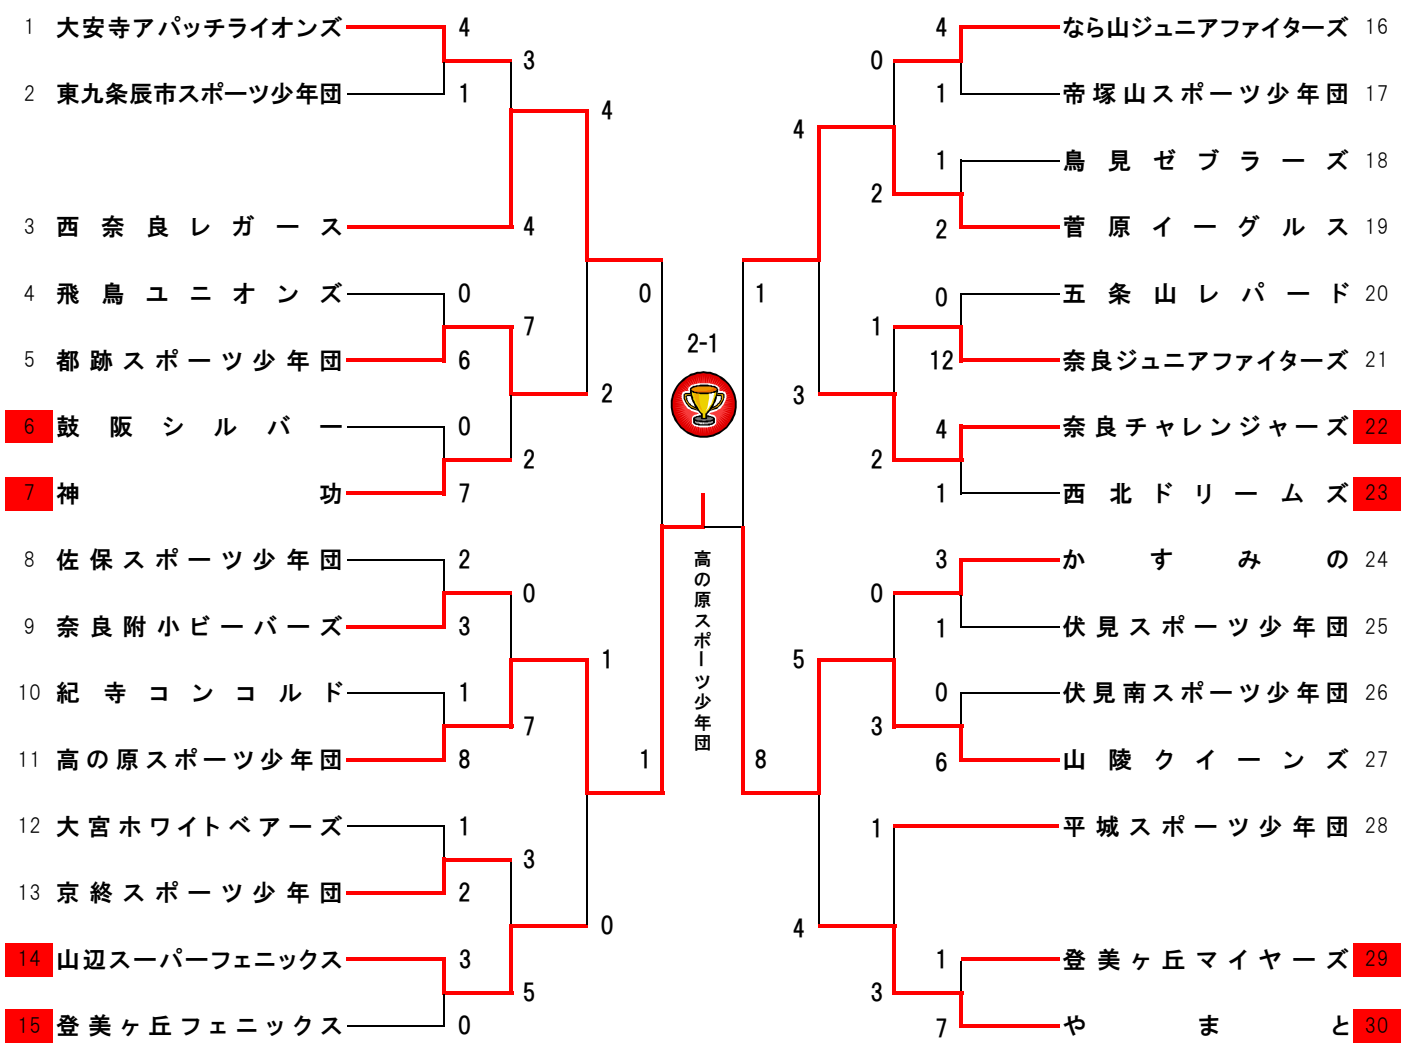 1 大安寺アパッチライオンズ 4
3
2 東九条辰市スポーツ少年団 1
4
3 西奈良レガース 4
4 飛鳥ユニオンズ 0
0
7
5 都跡スポーツ少年団 6
2
6 鼓阪シルバー 0
2
7 神功 7
8 佐保スポーツ少年団 2
0
9 奈良附小ビーバーズ 3
1
10 紀寺コンコルド 1
7
11 高の原スポーツ少年団 8
1
12 大宮ホワイトベアーズ 1
3
13 京終スポーツ少年団 2
0
14 山辺スーパーフェニックス 3
5
15 登美ヶ丘フェニックス 0
2-1
高の原スポーツ少年団
4 なら山ジュニアファイターズ 16
0
1 帝塚山スポーツ少年団 17
4
1 鳥見ゼブラーズ 18
2
2 菅原イーグルス 19
1
0 五条山レパード 20
1
12 奈良ジュニアファイターズ 21
3
4 奈良チャレンジャーズ 22
2
1 西北ドリームズ 23
3 かすみの 24
0
1 伏見スポーツ少年団 25
5
0 伏見南スポーツ少年団 26
3
6 山陵クイーンズ 27
8
1 平城スポーツ少年団 28
4
1 登美ヶ丘マイヤーズ 29
3
7 やまと 30